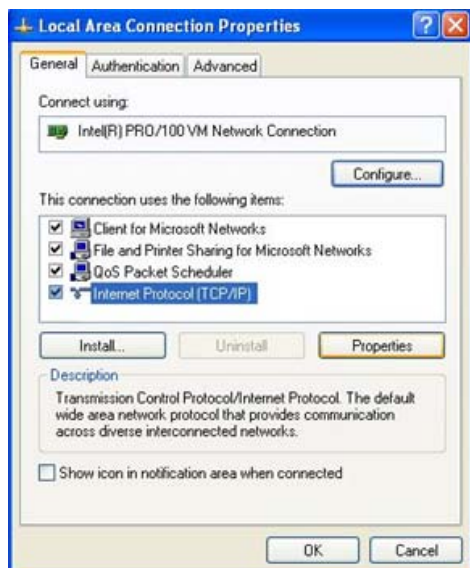 Local Area Connection Properties
General
Authentication
Advanced
Connect using:
Intel(R) PRO/100 VM Network Connection
Configure...
This connection uses the following items:
Client for Microsoft Networks
File and Printer Sharing for Microsoft Networks
QoS Packet Scheduler
Internet Protocol (TCP/IP)
Install...
Uninstall
Properties
Description
Transmission Control Protocol/Internet Protocol. The default
wide area network protocol that provides communication
across diverse interconnected networks.
Show icon in notification area when connected
OK
Cancel